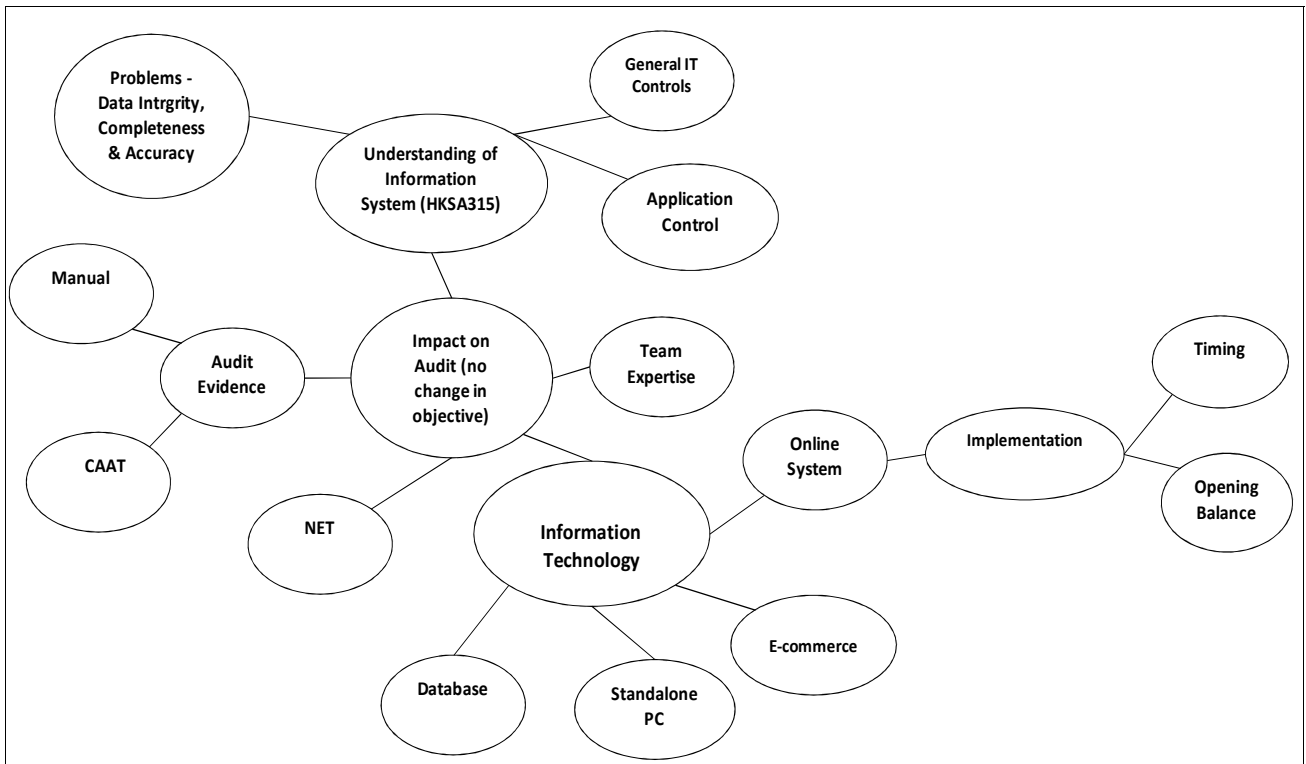 Problems -
Data Intrgrity,
Completeness
& Accuracy
General IT
Controls
Understanding of
Information
System (HKSA315)
Application
Control
Manual
Audit
Evidence
CAAT
Impact on
Audit (no
change in
objective)
Team
Expertise
NET
Information
Technology
Online
System
Implementation
Timing
Opening
Balance
E-commerce
Database
Standalone
PC